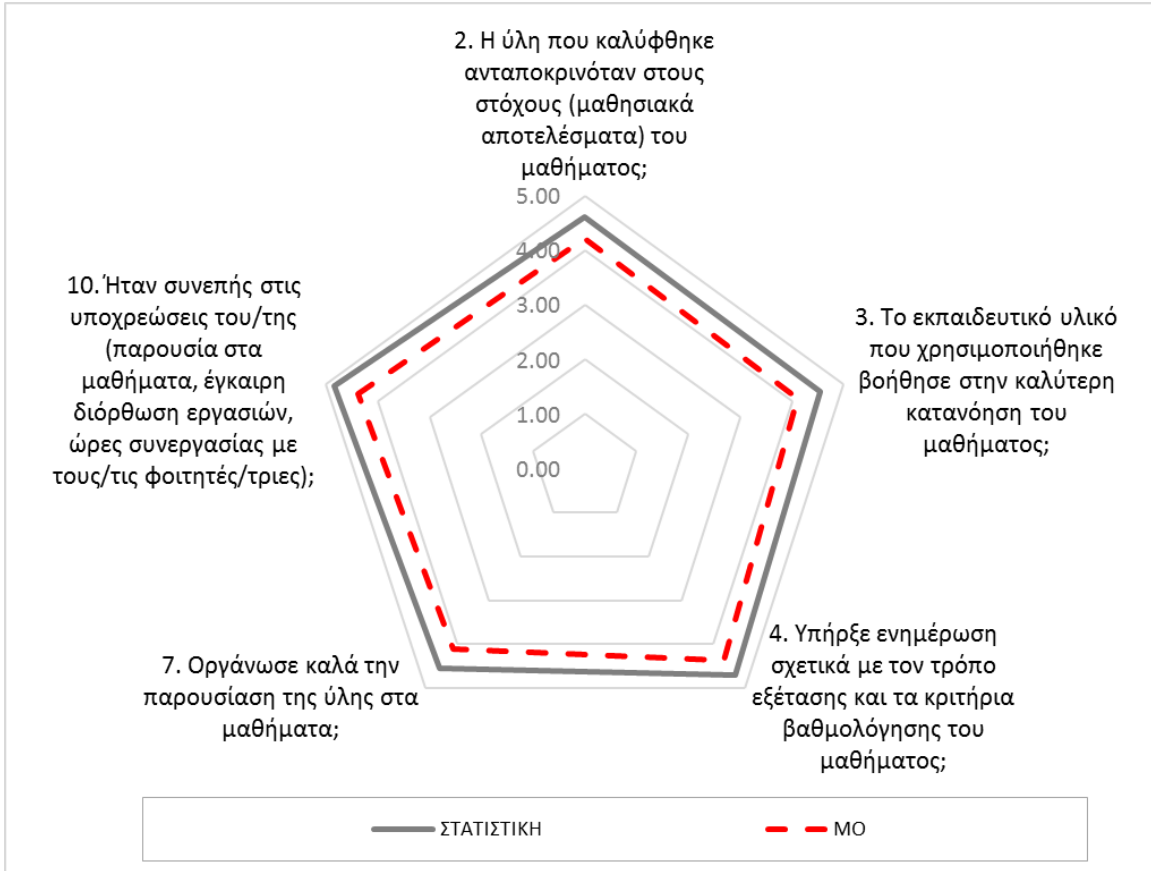 2. Η ύλη που καλύφθηκε
ανταποκρινόταν στους
στόχους (μαθησιακά
αποτελέσματα) του
μαθήματος;
5.00
4.00
3.00
2.00
1.00
0.00
3. Το εκπαιδευτικό υλικό
που χρησιμοποιήθηκε
βοήθησε στην καλύτερη
κατανόηση του
μαθήματος;
4. Υπήρξε ενημέρωση
σχετικά με τον τρόπο
εξέτασης και τα κριτήρια
βαθμολόγησης του
μαθήματος;
7. Οργάνωσε καλά την
παρουσίαση της ύλης στα
μαθήματα;
10. Ήταν συνεπής στις
υποχρεώσεις του/της
(παρουσία στα
μαθήματα, έγκαιρη
διόρθωση εργασιών,
ώρες συνεργασίας με
τους/τις φοιτητές/τριες);
ΣΤΑΤΙΣΤΙΚΗ
ΜΟ